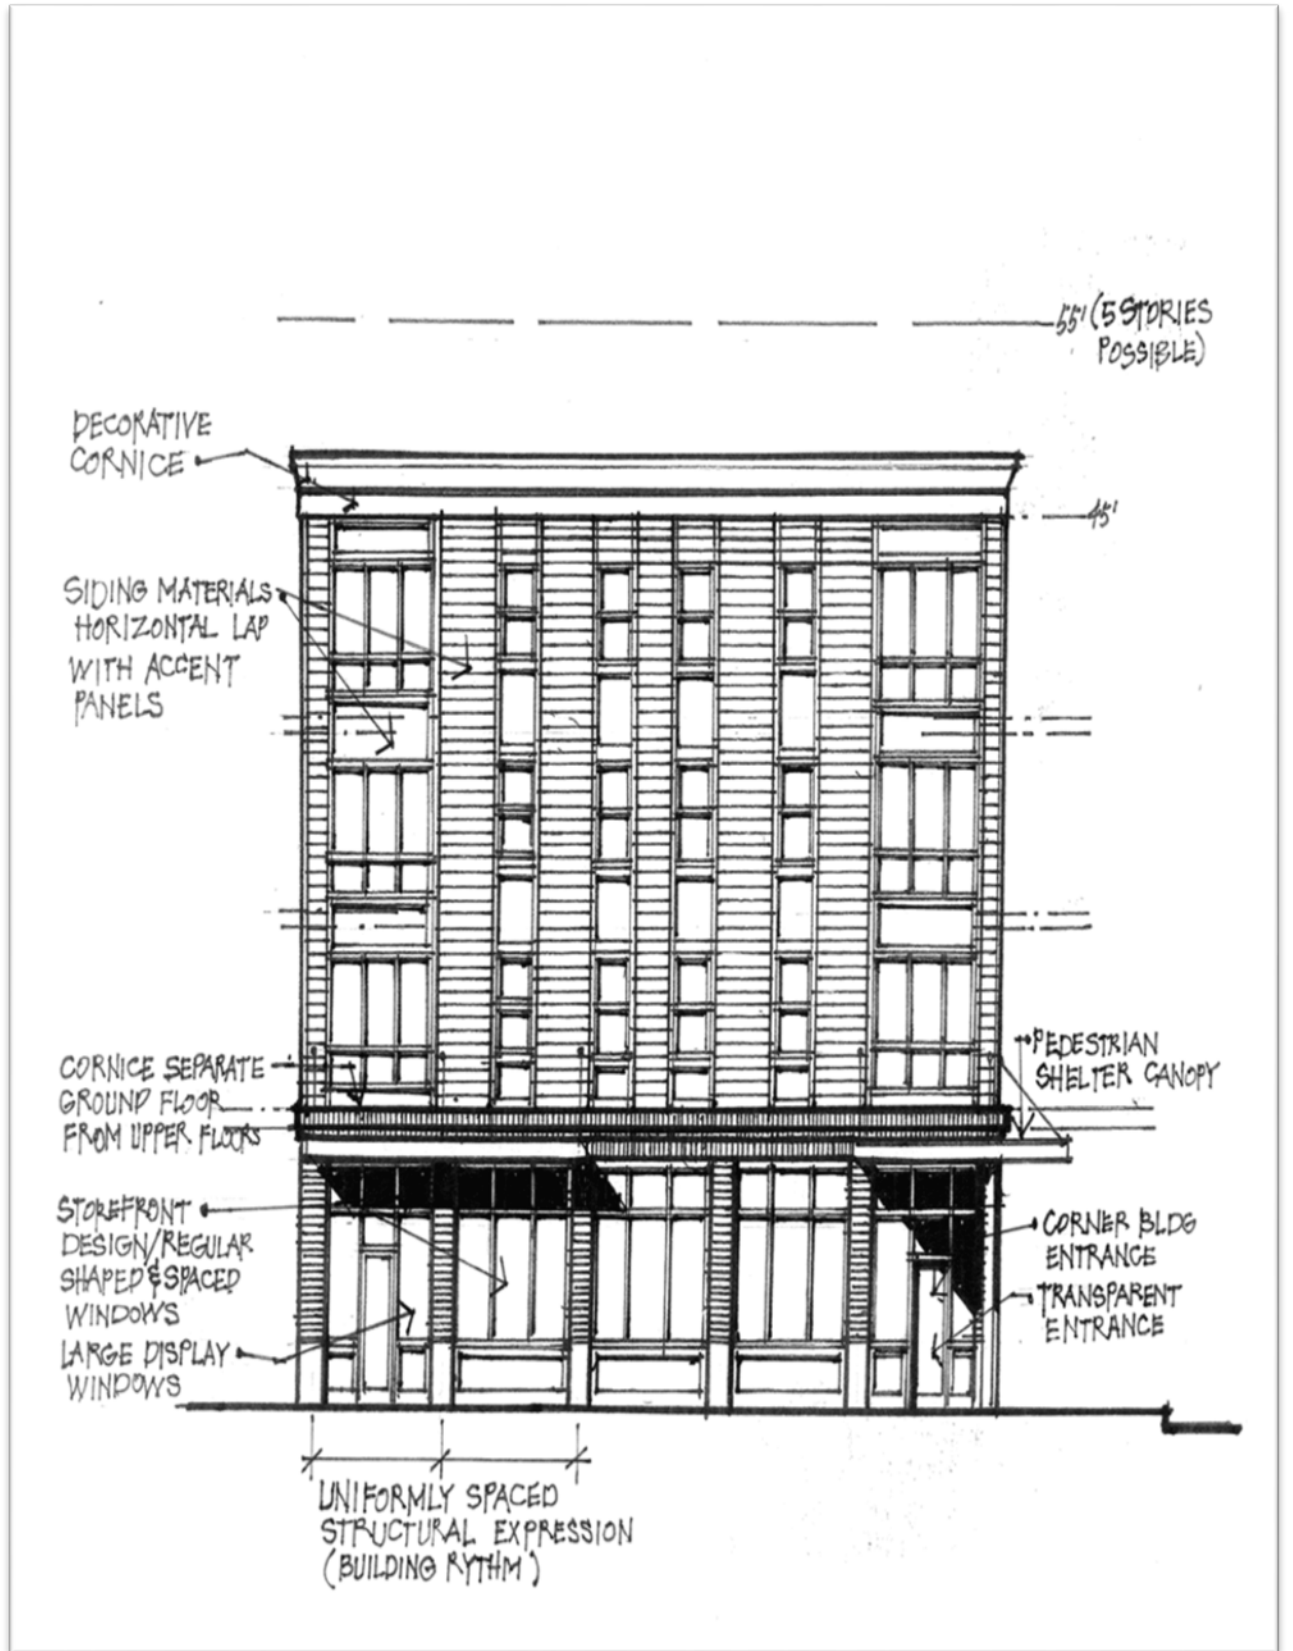 55' (5 STORIES
POSSIBLE)
DECORATIVE
CORNICE
45'
SIDING MATERIALS
HORIZONTAL LAP
WITH ACCENT
PANELS
CORNICE SEPARATE
GROUND FLOOR
FROM UPPER FLOORS
PEDESTRIAN
SHELTER CANOPY
STOREFRONT
DESIGN/REGULAR
SHAPED & SPACED
WINDOWS
CORNER BLDG
ENTRANCE
TRANSPARENT
ENTRANCE
LARGE DISPLAY
WINDOWS
UNIFORMLY SPACED
STRUCTURAL EXPRESSION
(BUILDING RYTHM)